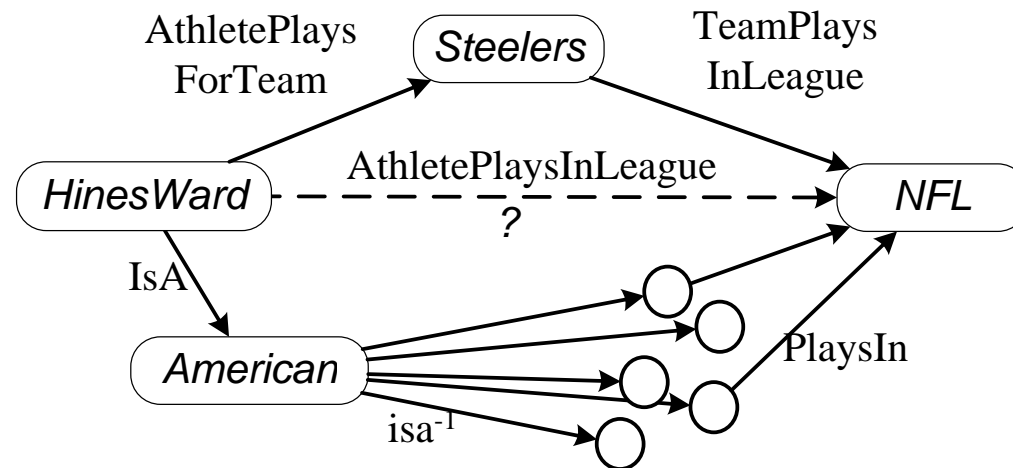 AthletePlays
ForTeam
Steelers
TeamPlays
InLeague
HinesWard
AthletePlaysInLeague
?
NFL
IsA
American
PlaysIn
isa⁻¹